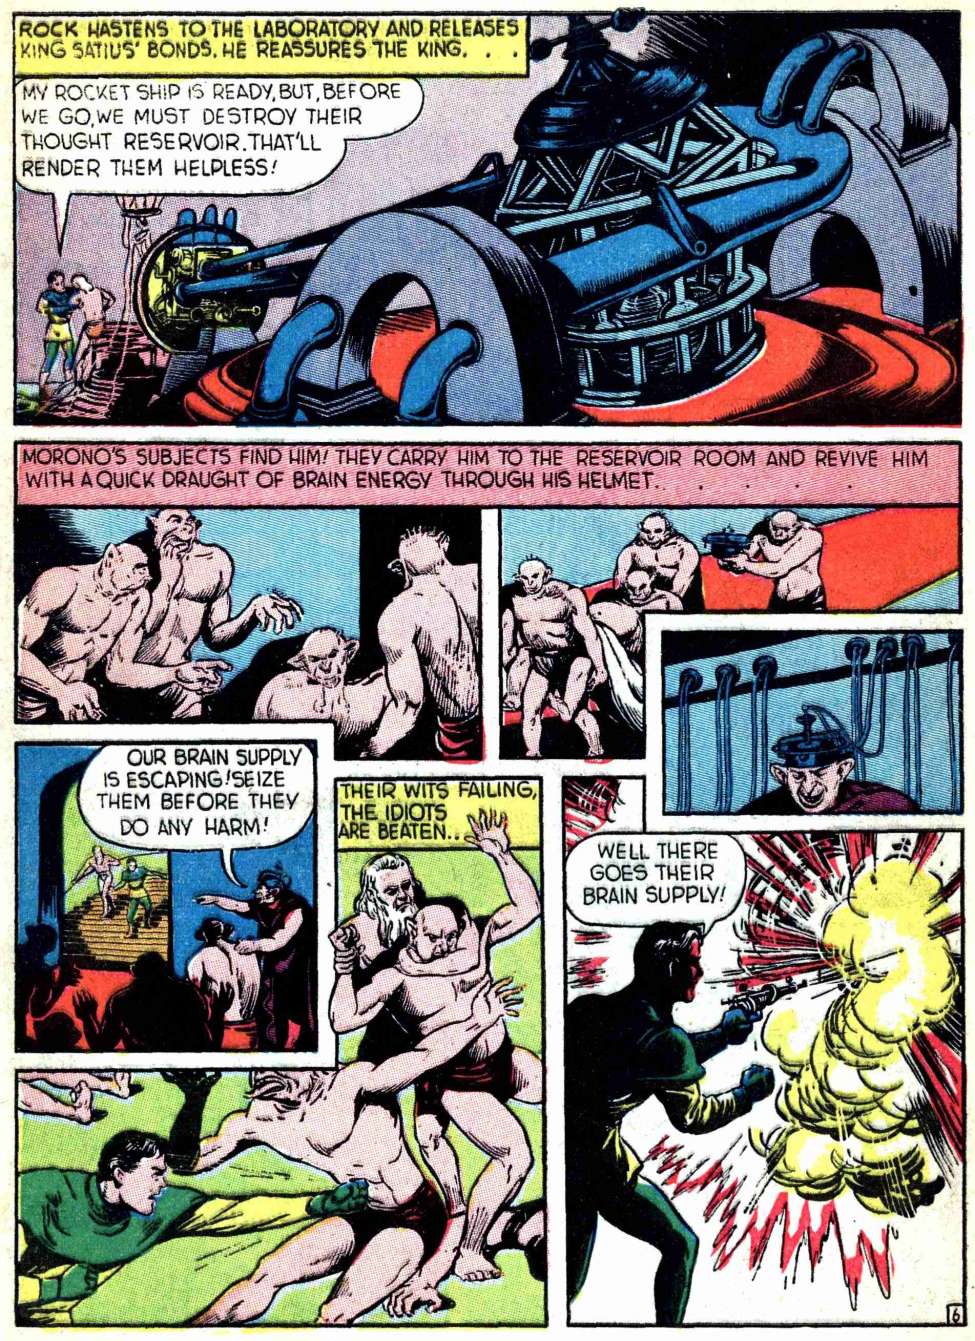 ROCK HASTENS TO THE LABORATORY AND RELEASES
KING SATIUS' BONDS. HE REASSURES THE KING. . .
MY ROCKET SHIP IS READY, BUT, BEFORE
WE GO, WE MUST DESTROY THEIR
THOUGHT RESERVOIR. THAT'LL
RENDER THEM HELPLESS!
MORONO'S SUBJECTS FIND HIM! THEY CARRY HIM TO THE RESERVOIR ROOM AND REVIVE HIM
WITH A QUICK DRAUGHT OF BRAIN ENERGY THROUGH HIS HELMET. . . . . . .
OUR BRAIN SUPPLY
IS ESCAPING! SEIZE
THEM BEFORE THEY
DO ANY HARM!
THEIR WITS FAILING,
THE IDIOTS
ARE BEATEN...
WELL THERE
GOES THEIR
BRAIN SUPPLY!
6